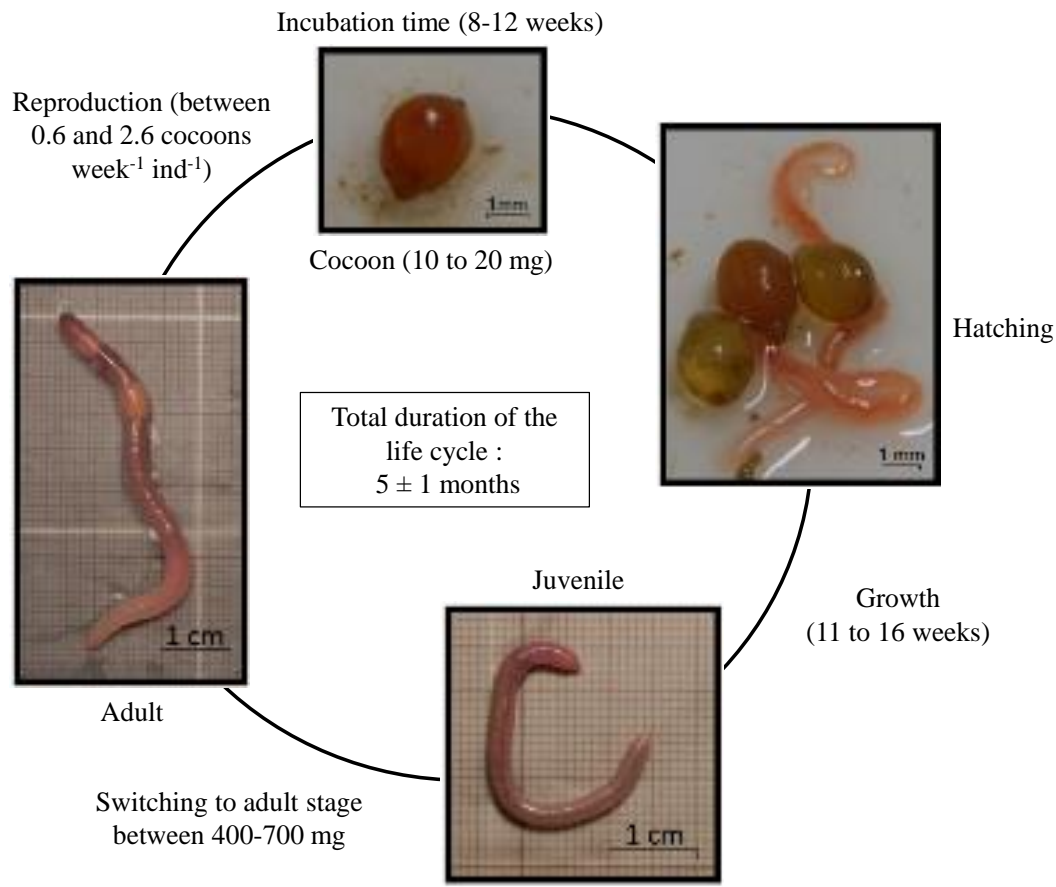 Incubation time (8-12 weeks)
Reproduction (between
0.6 and 2.6 cocoons
week⁻¹ ind⁻¹)
1mm
Cocoon (10 to 20 mg)
1 mm
Hatching
Total duration of the
life cycle :
5 ± 1 months
1 cm
Adult
Juvenile
Growth
(11 to 16 weeks)
1 cm
Switching to adult stage
between 400-700 mg